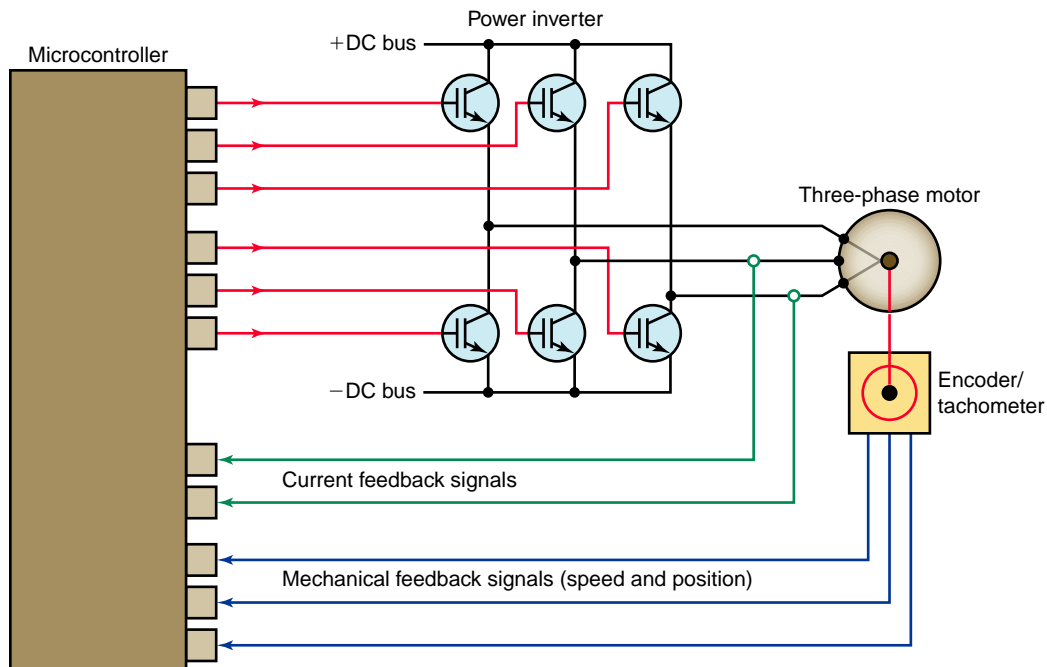 Power inverter
+DC bus
Microcontroller
Three-phase motor
−DC bus
Encoder/
tachometer
Current feedback signals
Mechanical feedback signals (speed and position)